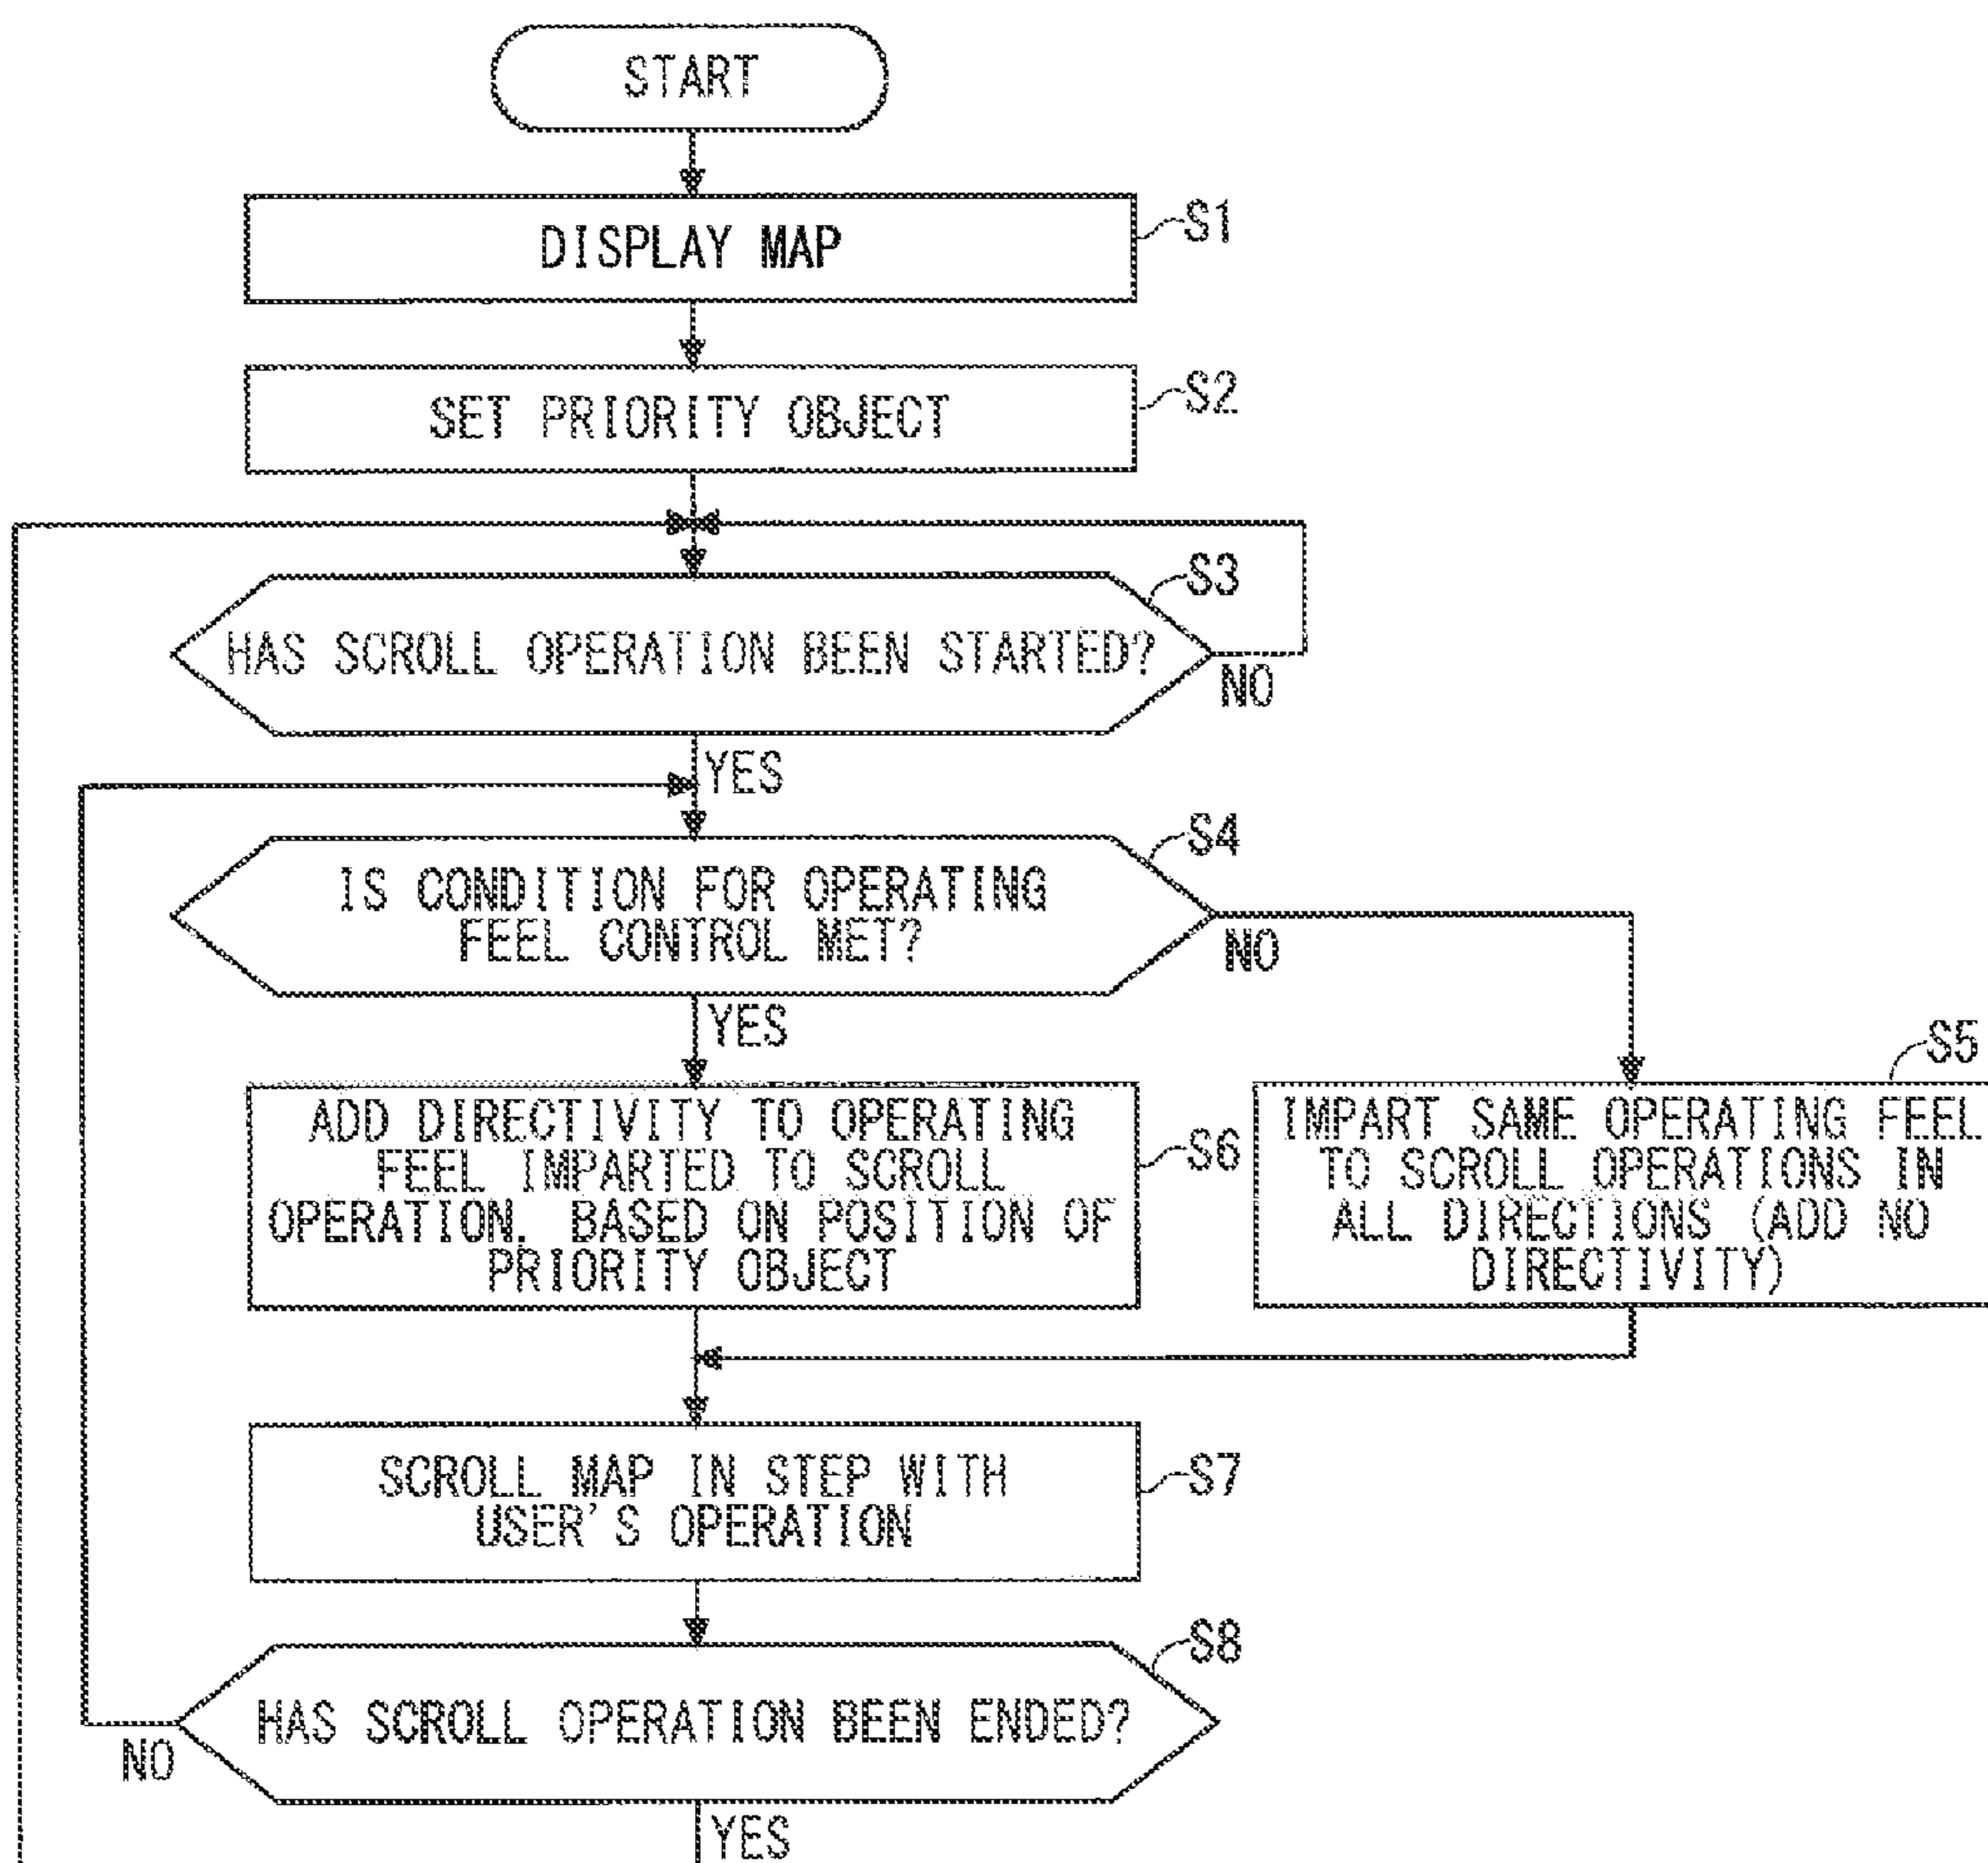 START
DISPLAY MAP
S1
SET PRIORITY OBJECT
S2
S3
HAS SCROLL OPERATION BEEN STARTED?
NO
YES
S4
IS CONDITION FOR OPERATING
FEEL CONTROL MET?
NO
YES
S5
ADD DIRECTIVITY TO OPERATING
FEEL IMPARTED TO SCROLL
OPERATION. BASED ON POSITION OF
PRIORITY OBJECT
S6
IMPART SAME OPERATING FEEL
TO SCROLL OPERATIONS IN
ALL DIRECTIONS (ADD NO
DIRECTIVITY)
SCROLL MAP IN STEP WITH
USER'S OPERATION
S7
S8
HAS SCROLL OPERATION BEEN ENDED?
NO
YES